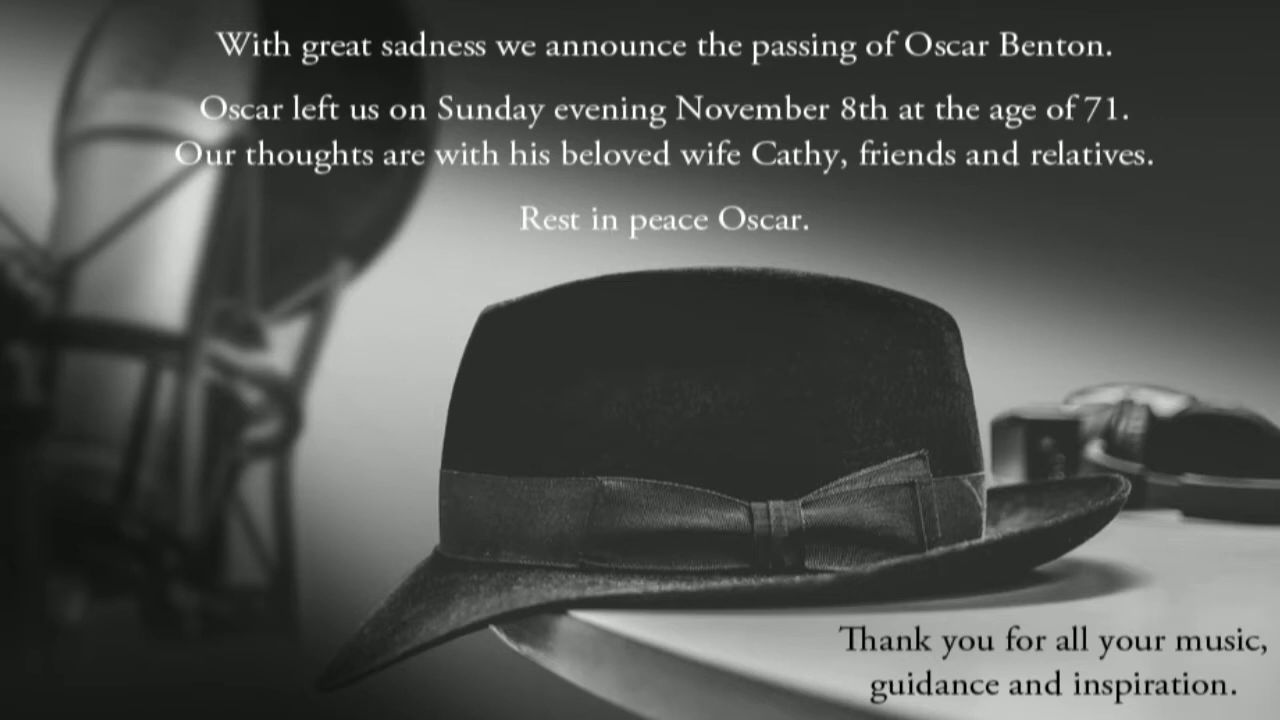 With great sadness we announce the passing of Oscar Benton.
Oscar left us on Sunday evening November 8th at the age of 71.
Our thoughts are with his beloved wife Cathy, friends and relatives.
Rest in peace Oscar.
Thank you for all your music,
guidance and inspiration.